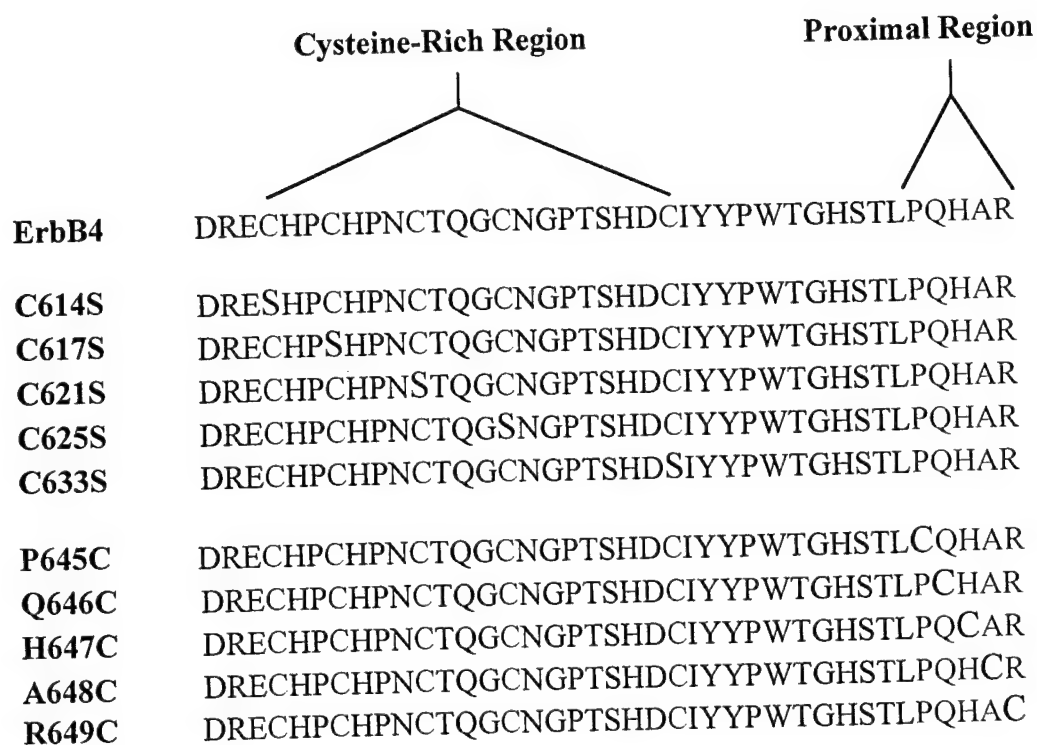 Cysteine-Rich Region Proximal Region
ErbB4 DRECHPCHPNCTQGCNGPTSHDCIYYPWTGHSTLPQHAR
C614S DRESHPCHPNCTQGCNGPTSHDCIYYPWTGHSTLPQHAR
C617S DRECHPSHPNCTQGCNGPTSHDCIYYPWTGHSTLPQHAR
C621S DRECHPCHPNSTQGCNGPTSHDCIYYPWTGHSTLPQHAR
C625S DRECHPCHPNCTQGSNGPTSHDCIYYPWTGHSTLPQHAR
C633S DRECHPCHPNCTQGCNGPTSHDSIYYPWTGHSTLPQHAR
P645C DRECHPCHPNCTQGCNGPTSHDCIYYPWTGHSTLCQHAR
Q646C DRECHPCHPNCTQGCNGPTSHDCIYYPWTGHSTLPCHAR
H647C DRECHPCHPNCTQGCNGPTSHDCIYYPWTGHSTLPQCAR
A648C DRECHPCHPNCTQGCNGPTSHDCIYYPWTGHSTLPQHCR
R649C DRECHPCHPNCTQGCNGPTSHDCIYYPWTGHSTLPQHAC